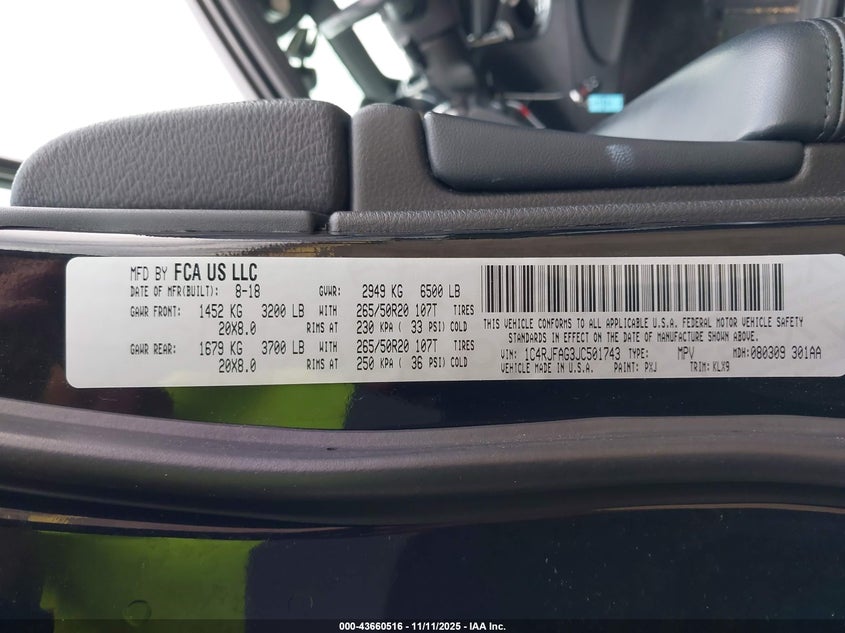 MFD BY FCA US LLC
DATE OF MFR(BUILT): 8-18 GVWR: 2949 KG 6500 LB
GAWR FRONT: 1452 KG 3200 LB WITH 265/50R20 107T TIRES
20X8.0 RIMS AT 230 KPA ( 33 PSI) COLD
GAWR REAR: 1679 KG 3700 LB WITH 265/50R20 107T TIRES
20X8.0 RIMS AT 250 KPA ( 36 PSI) COLD
THIS VEHICLE CONFORMS TO ALL APPLICABLE U.S.A. FEDERAL MOTOR VEHICLE SAFETY
STANDARDS IN EFFECT ON THE DATE OF MANUFACTURE SHOWN ABOVE.
VIN: 1C4RJFAG3JC501743 TYPE: MPV MDH: 080309 301AA
VEHICLE MADE IN U.S.A. PAINT: PXJ TRIM: KLX9
000-43660516 - 11/11/2025 - IAA Inc.